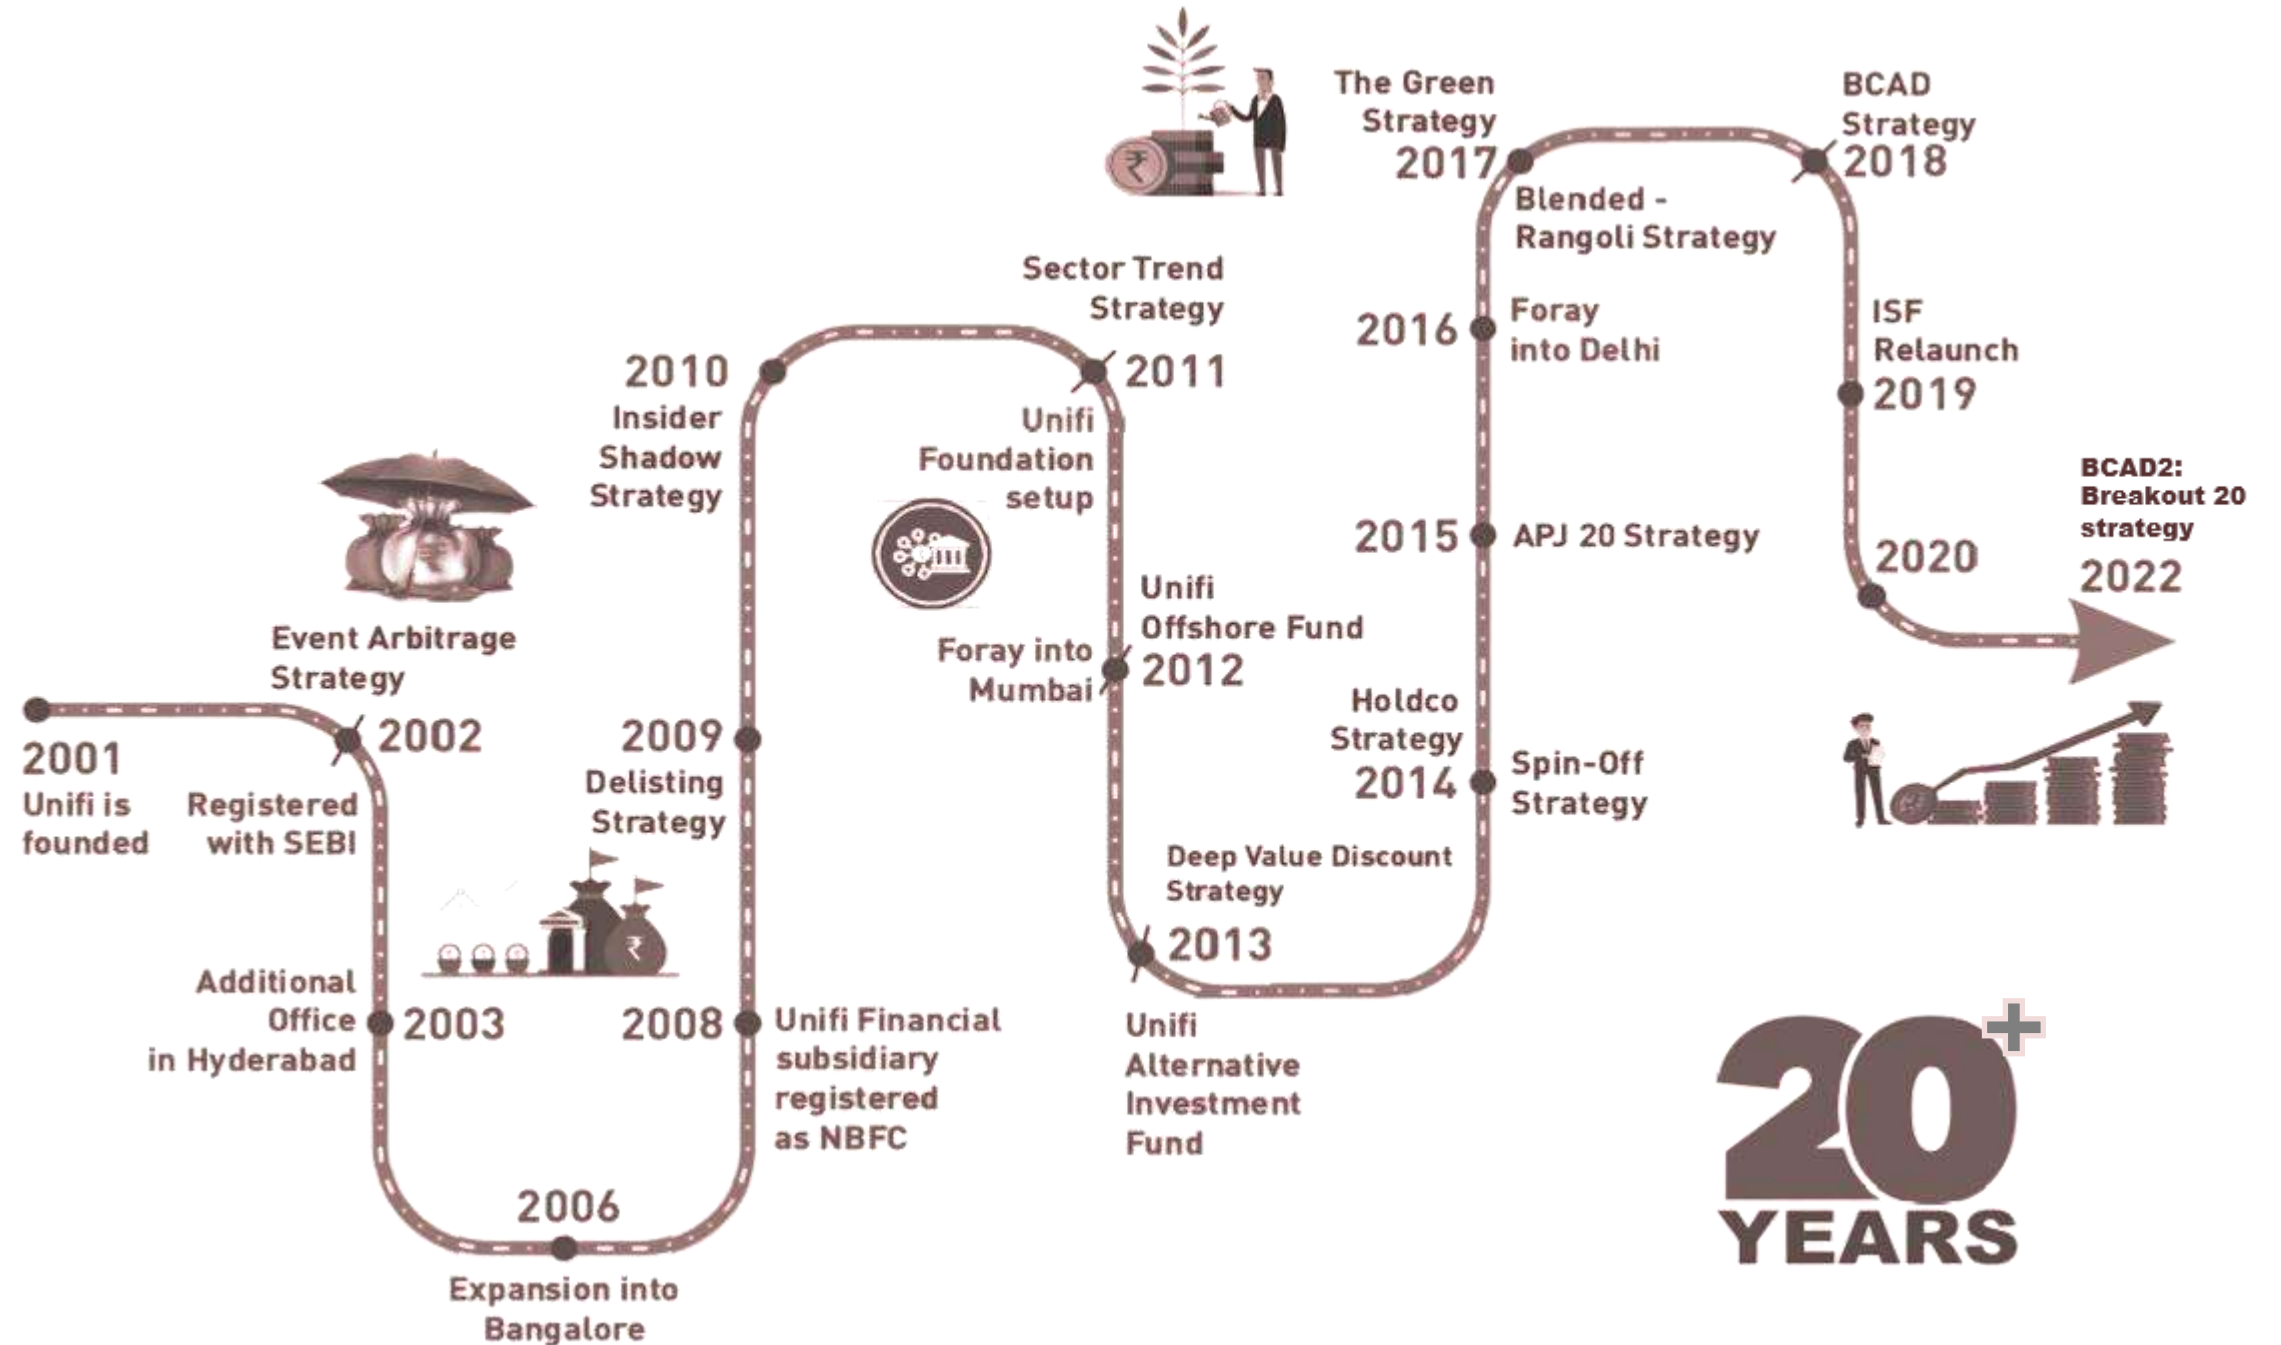 2001
Unifi is
founded
Event Arbitrage
Strategy
2002
Registered
with SEBI
Additional
Office
in Hyderabad
2003
2006
Expansion into
Bangalore
2008
Unifi Financial
subsidiary
registered
as NBFC
2009
Delisting
Strategy
2010
Insider
Shadow
Strategy
Sector Trend
Strategy
2011
Unifi
Foundation
setup
Unifi
Offshore Fund
2012
Foray into
Mumbai
Deep Value Discount
Strategy
2013
Unifi
Alternative
Investment
Fund
Holdco
Strategy
2014
Spin-Off
Strategy
2015
APJ 20 Strategy
2016
Foray
into Delhi
The Green
Strategy
2017
Blended -
Rangoli Strategy
BCAD
Strategy
2018
ISF
Relaunch
2019
2020
BCAD2:
Breakout 20
strategy
2022
20+
YEARS